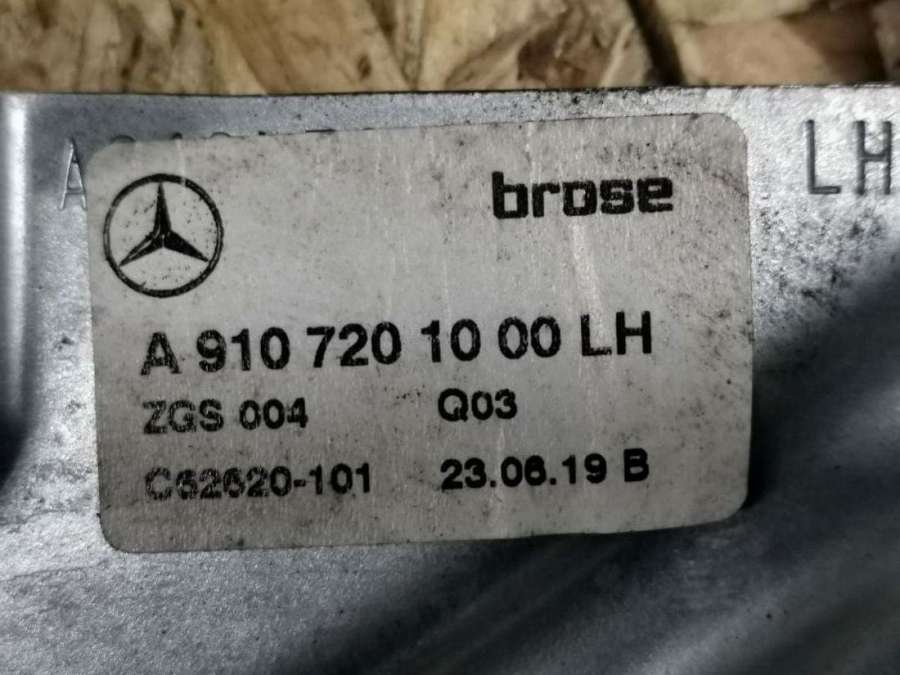 LH
brose
A 910 720 10 00 LH
ZGS 004 Q03
C62620-101 23.06.19 B